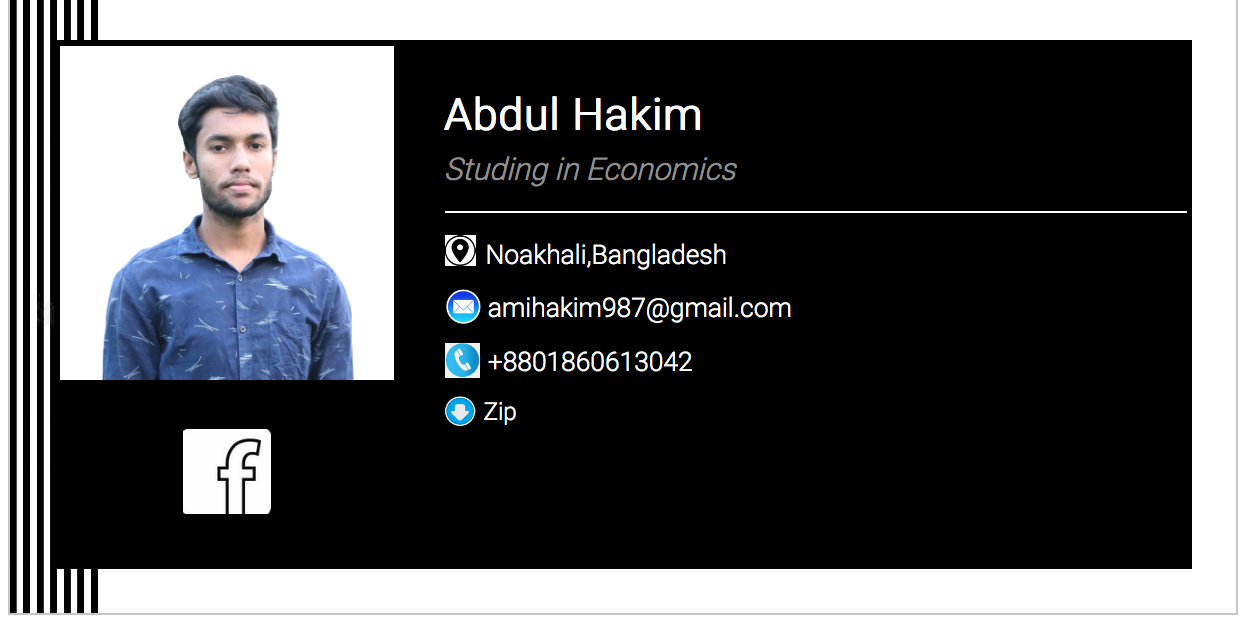 Abdul Hakim
Studing in Economics
Noakhali,Bangladesh
amihakim987@gmail.com
+8801860613042
Zip
f